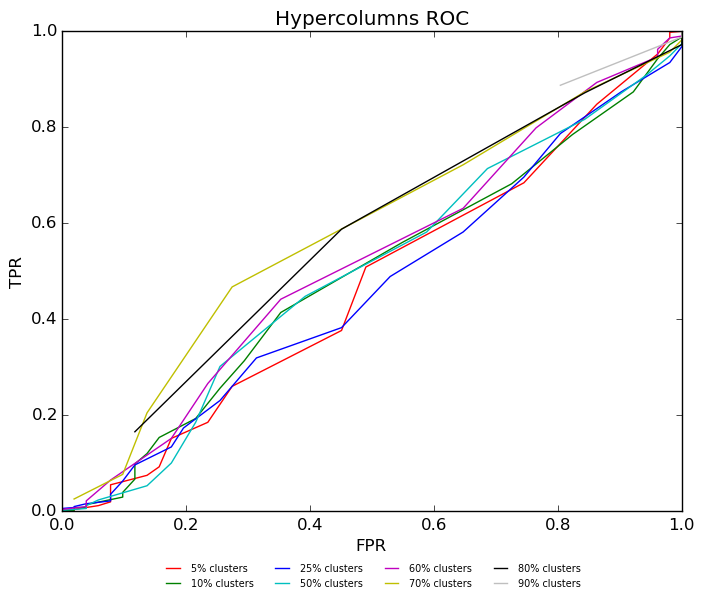 Hypercolumns ROC
TPR
1.0
0.8
0.6
0.4
0.2
0.0
0.0 0.2 0.4 0.6 0.8 1.0
FPR
5% clusters 25% clusters 60% clusters 80% clusters
10% clusters 50% clusters 70% clusters 90% clusters